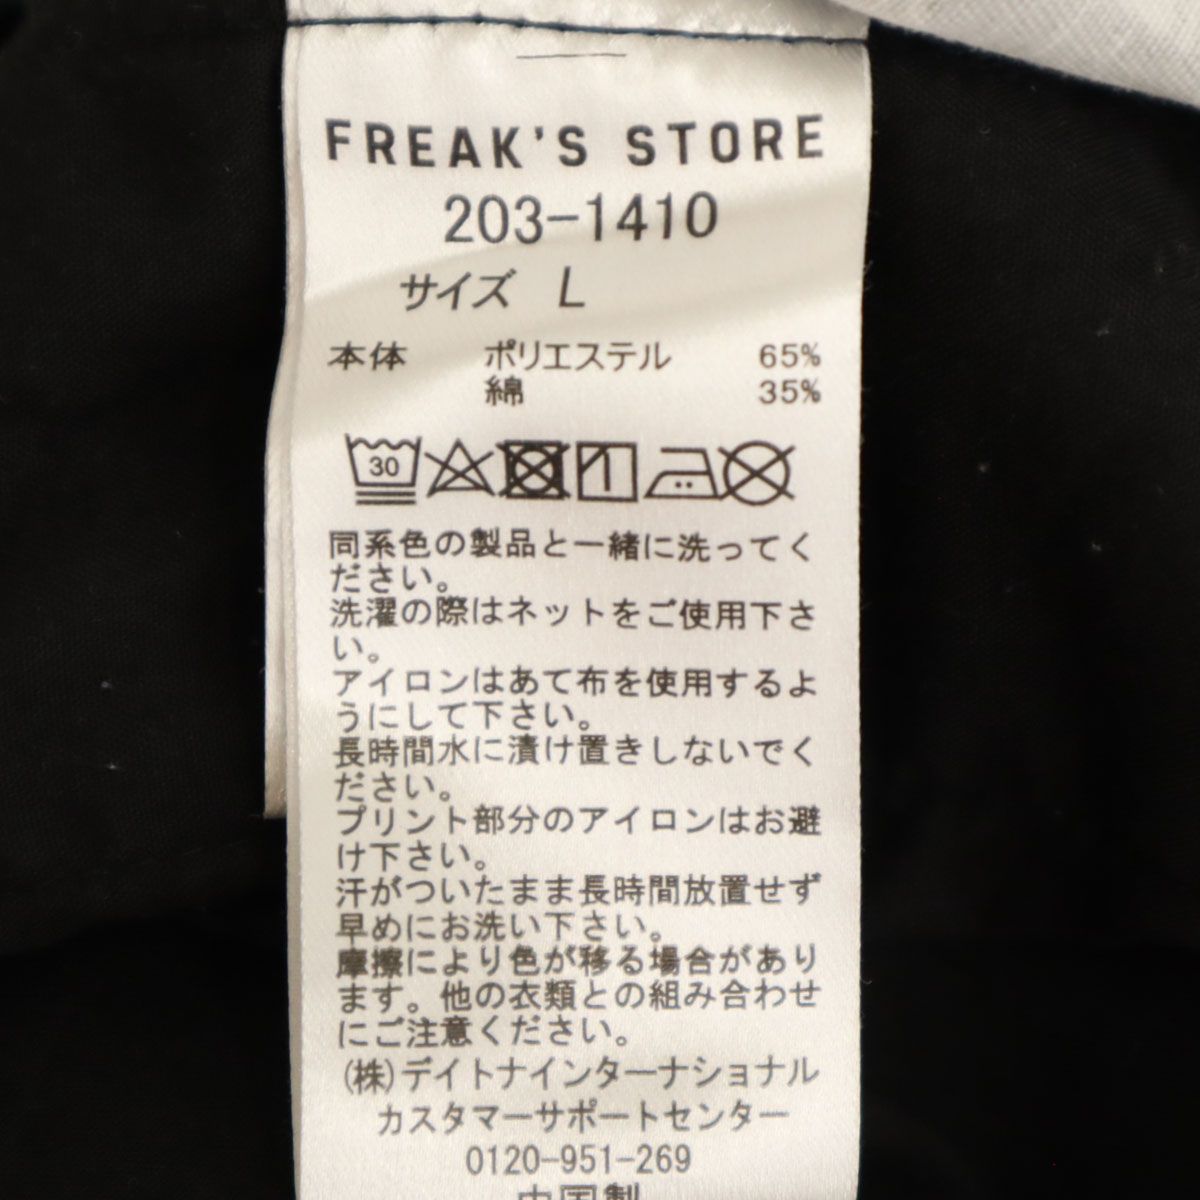 FREAK'S STORE
203-1410
サイズ L
本体 ポリエステル 65%
綿 35%
30
同系色の製品と一緒に洗ってく
ださい。
洗濯の際はネットをご使用下さ
い。
アイロンはあて布を使用するよ
うにして下さい。
長時間水に漬け置きしないでく
ださい。
プリント部分のアイロンはお避
け下さい。
汗がついたまま長時間放置せず
早めにお洗い下さい。
摩擦により色が移る場合があり
ます。他の衣類との組み合わせ
にご注意ください。
(株)デイトナインターナショナル
カスタマーサポートセンター
0120-951-269
中国製